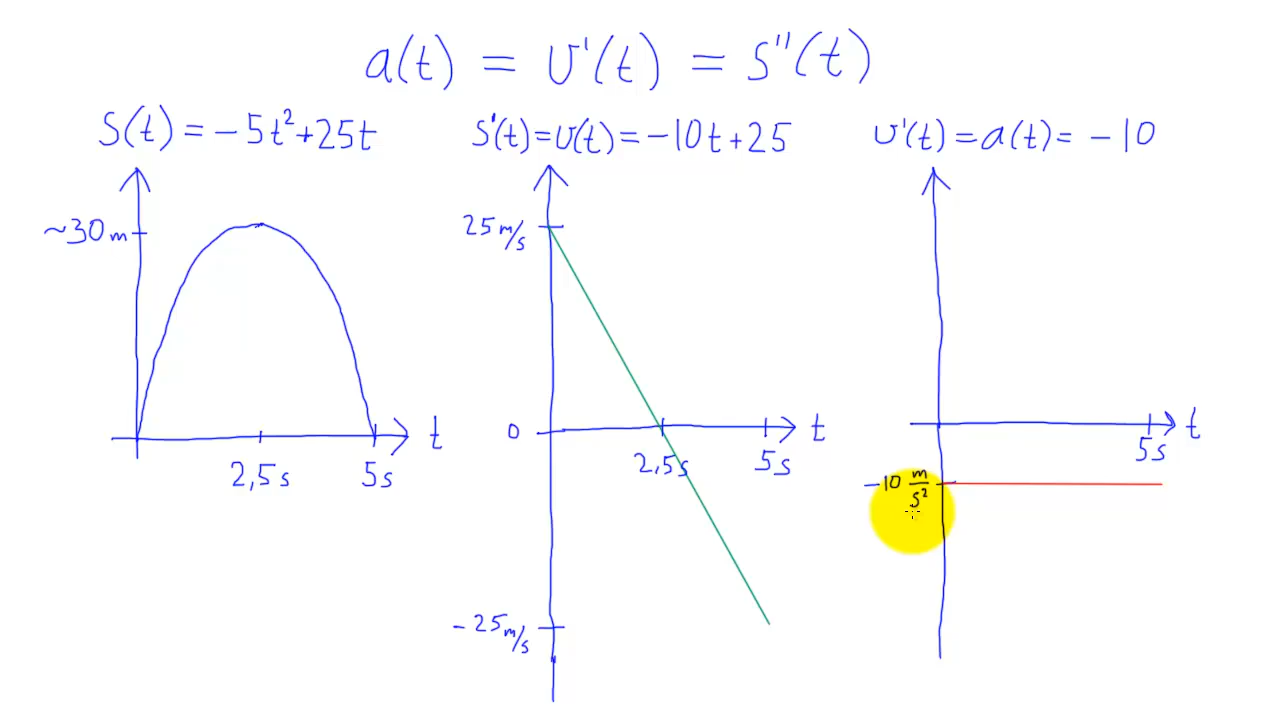 a(t) = v'(t) = s''(t)
S(t) = -5t²+25t
S'(t)=v(t)=-10t+25
v'(t)=a(t)= -10
~30m
2,5s
5s
t
25 m/s
0
2,5s
5s
t
-25 m/s
t
5s
-10 m/s²